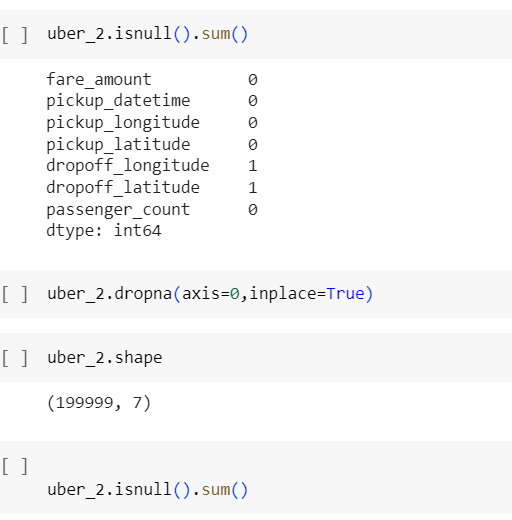 [ ] uber_2.isnull().sum()
fare_amount 0
pickup_datetime 0
pickup_longitude 0
pickup_latitude 0
dropoff_longitude 1
dropoff_latitude 1
passenger_count 0
dtype: int64
[ ] uber_2.dropna(axis=0,inplace=True)
[ ] uber_2.shape
(199999, 7)
[ ]
uber_2.isnull().sum()